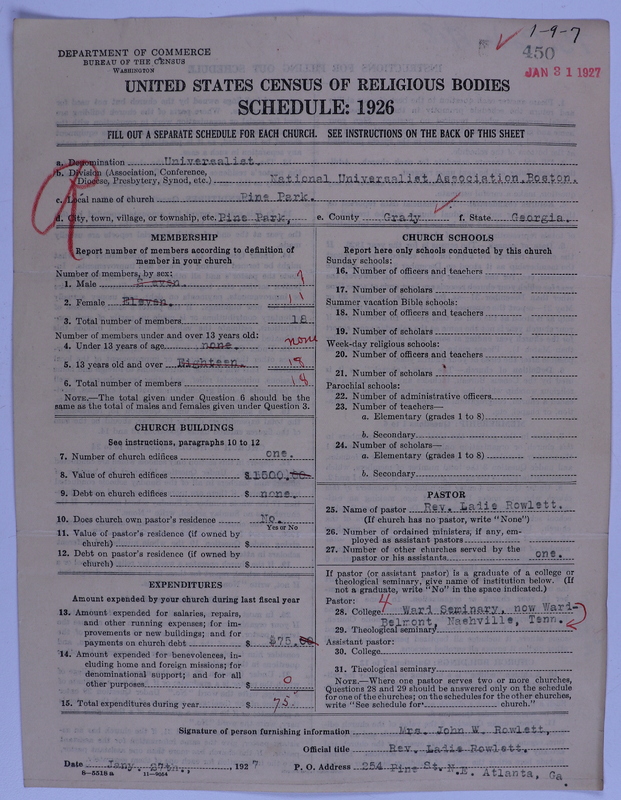 1-9-7
450
JAN 31 1927
DEPARTMENT OF COMMERCE
BUREAU OF THE CENSUS
WASHINGTON
UNITED STATES CENSUS OF RELIGIOUS BODIES
SCHEDULE: 1926
FILL OUT A SEPARATE SCHEDULE FOR EACH CHURCH. SEE INSTRUCTIONS ON THE BACK OF THIS SHEET
a. Denomination Universalist.
b. Division (Association, Conference,
Diocese, Presbytery, Synod, etc.) National Universalist Association. Boston.
c. Local name of church Pine Park.
d. City, town, village, or township, etc. Pine Park, e. County Grady f. State Georgia.
MEMBERSHIP
Report number of members according to definition of
member in your church
Number of members, by sex:
1. Male Seven. 7
2. Female Eleven. 11
3. Total number of members 18
Number of members under and over 13 years old:
4. Under 13 years of age none. none
5. 13 years old and over Eighteen. 18
6. Total number of members 18
NOTE.—The total given under Question 6 should be
same as the total of males and females given under Question 3.
CHURCH BUILDINGS
See instructions, paragraphs 10 to 12
7. Number of church edifices one.
8. Value of church edifices $ 1500.00
9. Debt on church edifices $ none.
10. Does church own pastor's residence No.
Yes or No
11. Value of pastor's residence (if owned by
church) $
12. Debt on pastor's residence (if owned by
church) $
EXPENDITURES
Amount expended by your church during last fiscal year
13. Amount expended for salaries, repairs,
and other running expenses; for im-
provements or new buildings; and for
payments on church debt $ $75.00
14. Amount expended for benevolences, in-
cluding home and foreign missions; for
denominational support; and for all
other purposes $ 0
15. Total expenditures during year $ 75.
CHURCH SCHOOLS
Report here only schools conducted by this church
Sunday schools:
16. Number of officers and teachers
17. Number of scholars
Summer vacation Bible schools:
18. Number of officers and teachers
19. Number of scholars
Week-day religious schools:
20. Number of officers and teachers
21. Number of scholars
Parochial schools:
22. Number of administrative officers
23. Number of teachers—
a. Elementary (grades 1 to 8)
b. Secondary
24. Number of scholars—
a. Elementary (grades 1 to 8)
b. Secondary
PASTOR
25. Name of pastor Rev. Ladie Rowlett.
(If church has no pastor, write "None")
26. Number of ordained ministers, if any, em-
ployed as assistant pastors
27. Number of other churches served by the
pastor or his assistants one.
If pastor (or assistant pastor) is a graduate of a college or
theological seminary, give name of institution below. (If
not a graduate, write "No" in the space indicated.)
Pastor: 4
28. College Ward Seminary, now Ward-
Belmont, Nashville, Tenn.
29. Theological seminary
Assistant pastor:
30. College
31. Theological seminary
NOTE.—Where one pastor serves two or more churches,
Questions 28 and 29 should be answered only on the schedule
for one of the churches; on the schedules for the other churches,
write "See schedule for church."
Signature of person furnishing information Mrs. John W. Rowlett,
Official title Rev. Ladie Rowlett.
Date Jany. 27th., 1927 P. O. Address 254 Pine St. N.E. Atlanta, Ga
8-5518a 11-9054